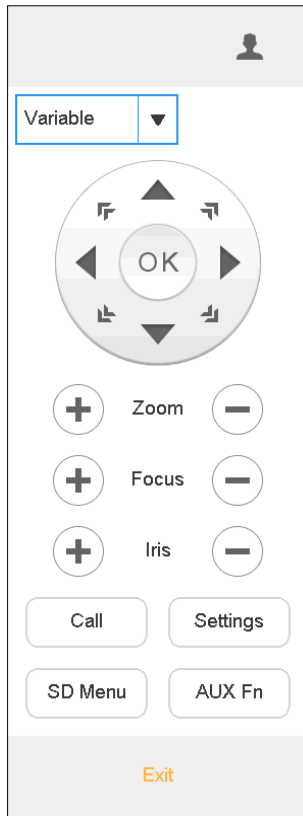 Variable
OK
Zoom
Focus
Iris
Call Settings
SD Menu AUX Fn
Exit